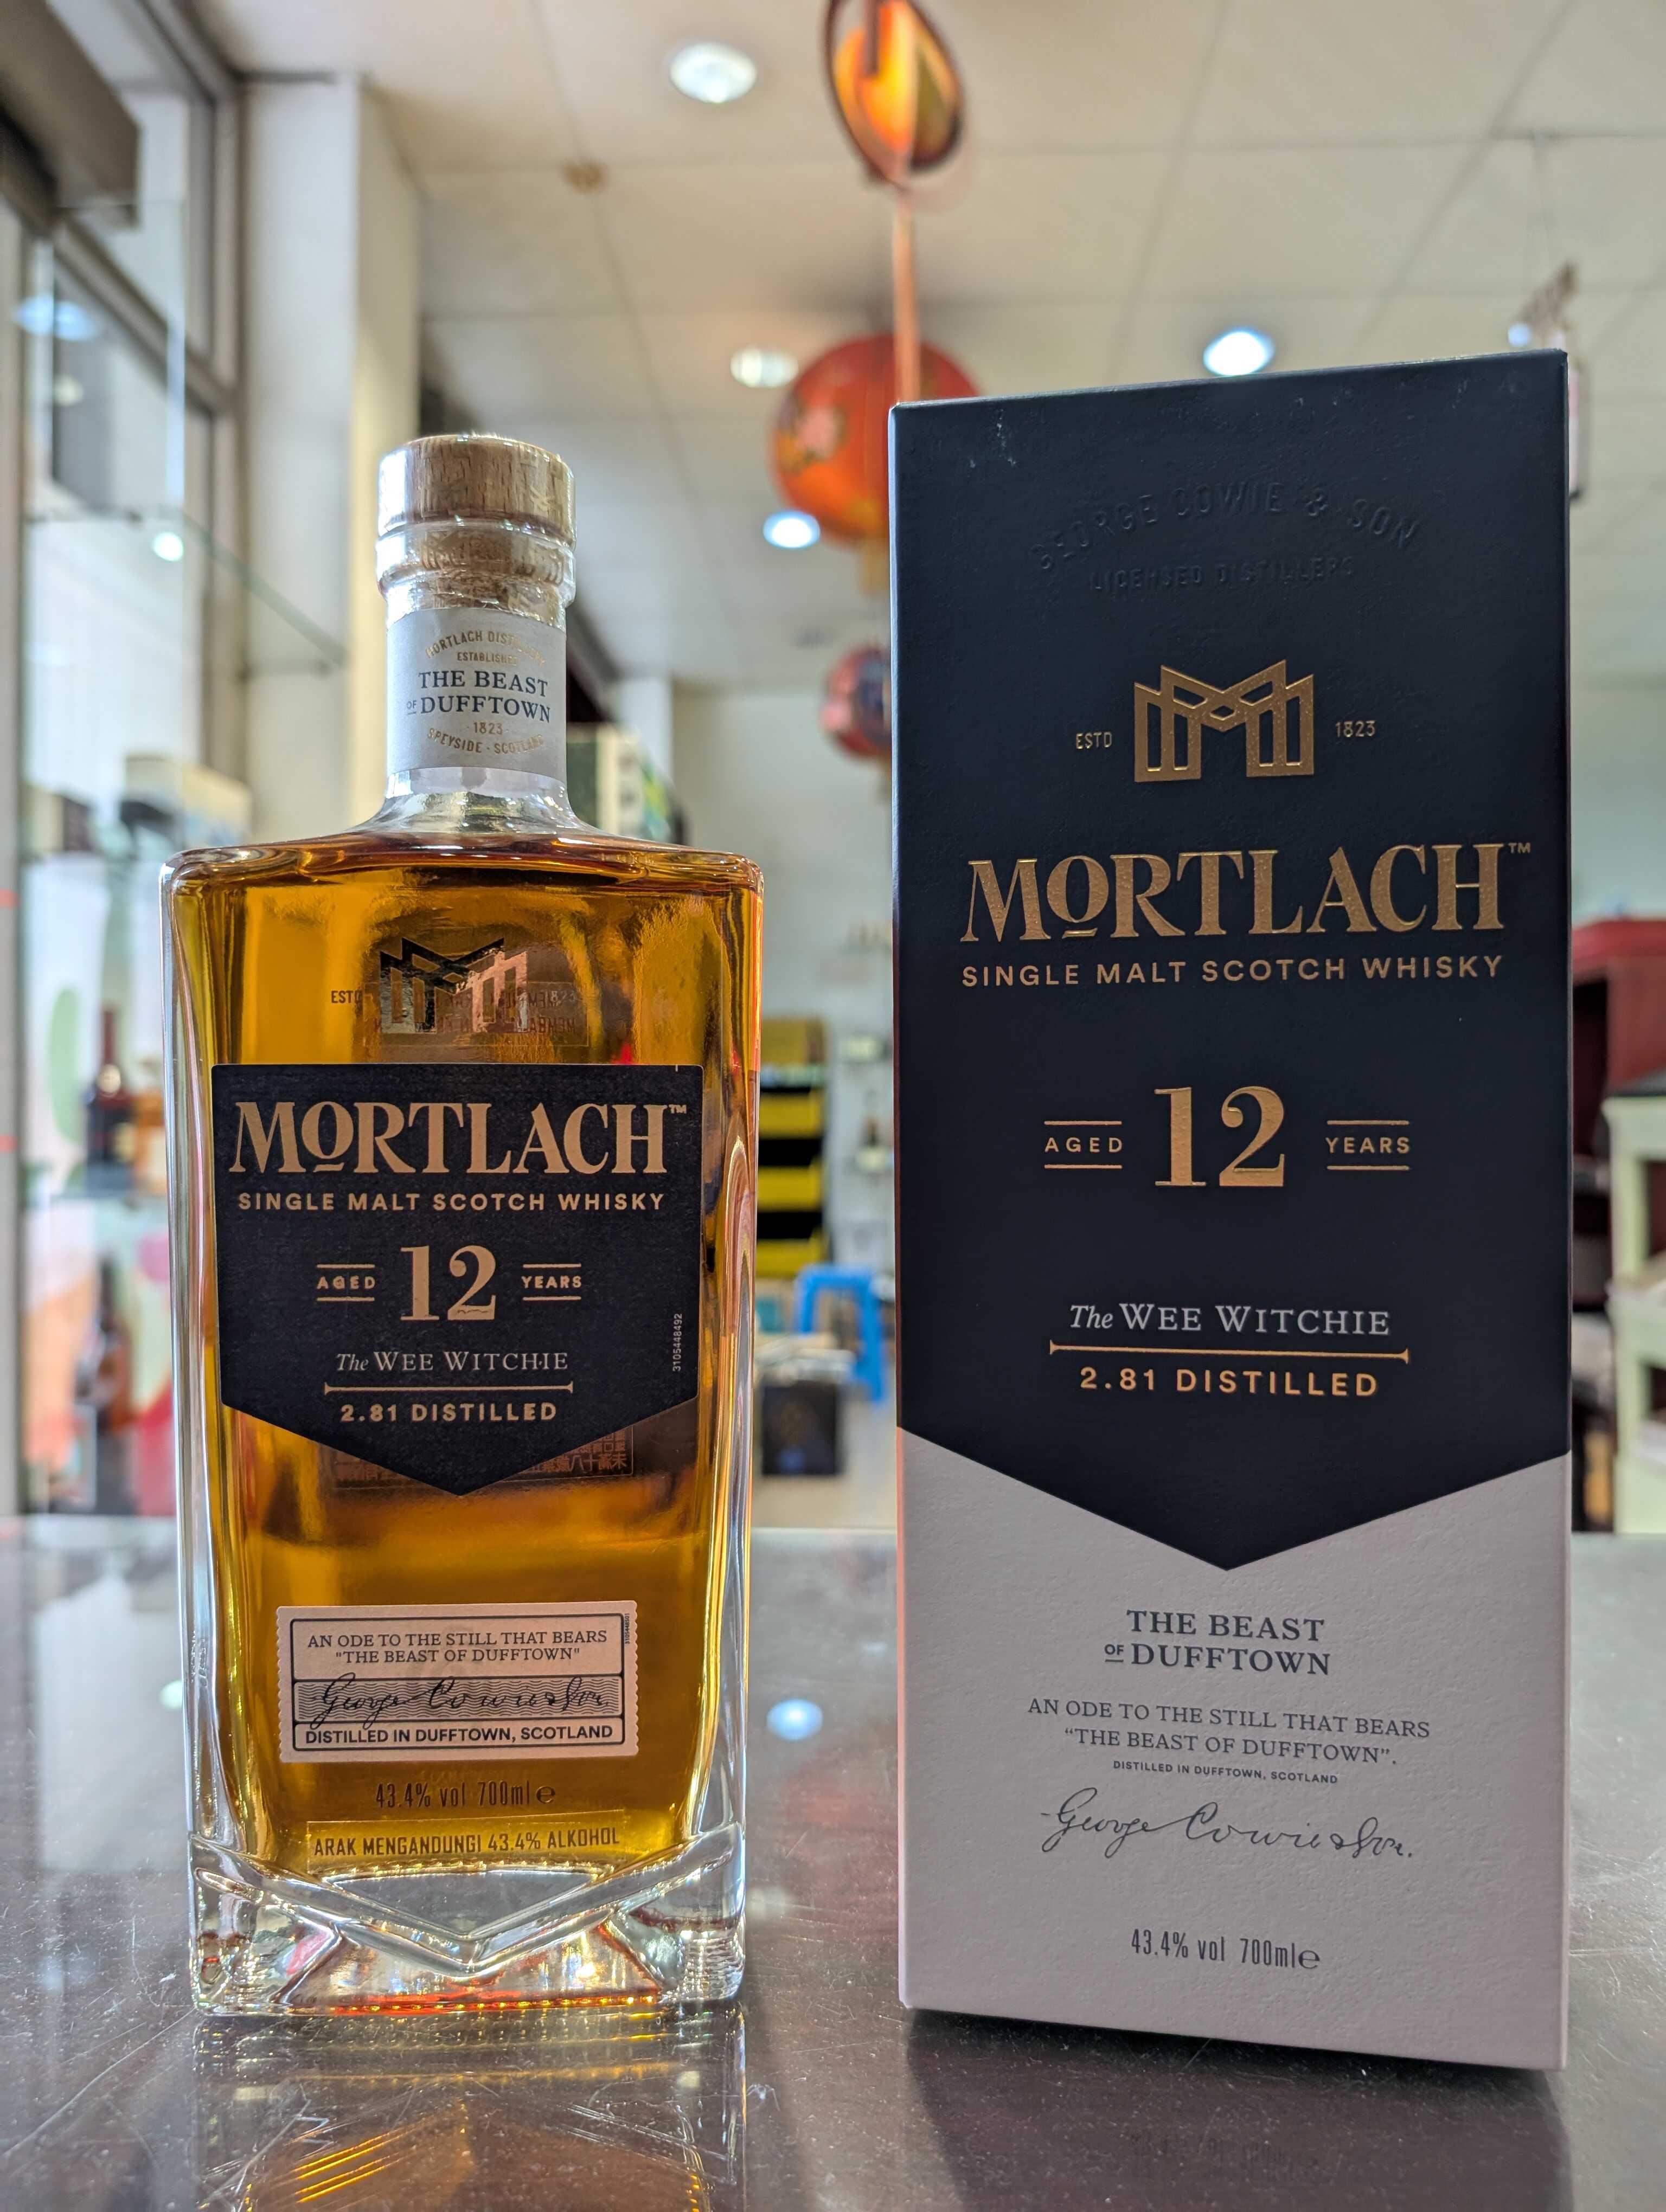 MORTLACH DISTILLERY
ESTABLISHED
THE BEAST
OF DUFFTOWN
·1823·
SPEYSIDE - SCOTLAND
ESTD
MORTLACH™
SINGLE MALT SCOTCH WHISKY
AGED 12 YEARS
The WEE WITCHIE
2.81 DISTILLED
3105448492
AN ODE TO THE STILL THAT BEARS
"THE BEAST OF DUFFTOWN"
George Cowie & Son.
DISTILLED IN DUFFTOWN, SCOTLAND
43.4% vol 700ml e
ARAK MENGANDUNGI 43.4% ALKOHOL
GEORGE COWIE & SON
LICENSED DISTILLERS
ESTD 1823
MORTLACH™
SINGLE MALT SCOTCH WHISKY
AGED 12 YEARS
The WEE WITCHIE
2.81 DISTILLED
THE BEAST
OF DUFFTOWN
AN ODE TO THE STILL THAT BEARS
“THE BEAST OF DUFFTOWN”.
DISTILLED IN DUFFTOWN, SCOTLAND
George Cowie & Son.
43.4% vol 700ml e